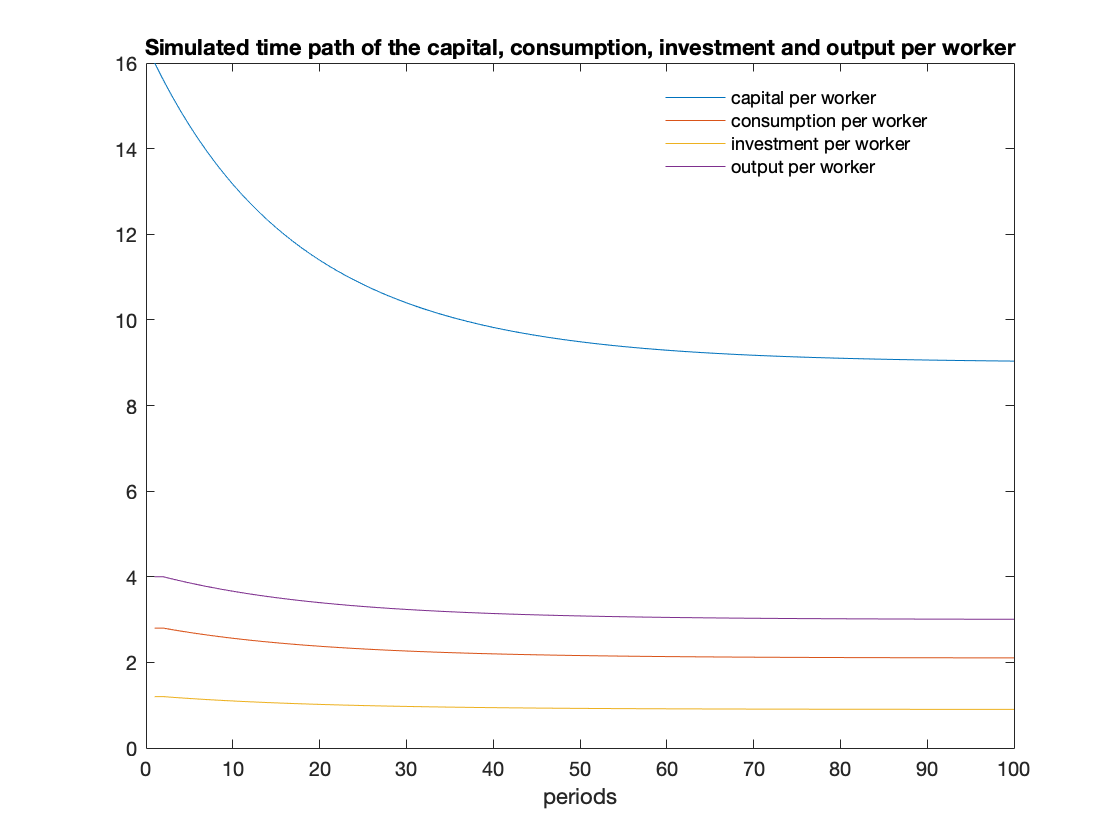 Simulated time path of the capital, consumption, investment and output per worker
16
14
12
10
8
6
4
2
0
capital per worker
consumption per worker
investment per worker
output per worker
0 10 20 30 40 50 60 70 80 90 100
periods